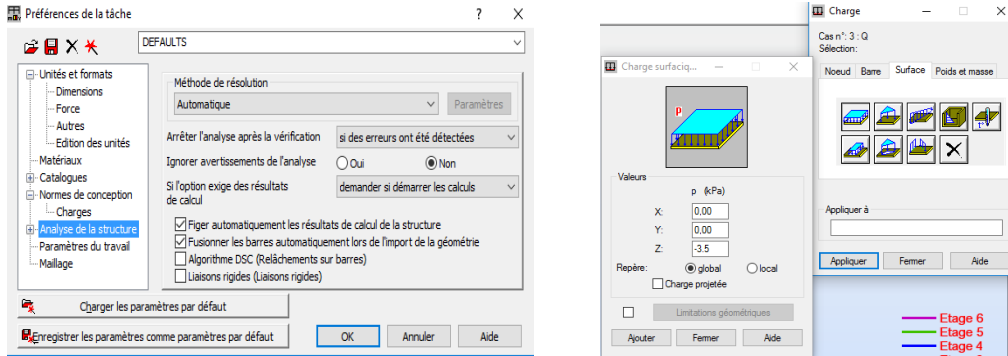 Préférences de la tâche
?
X
DEFAULTS
Unités et formats
Dimensions
Force
Autres
Edition des unités
Matériaux
Catalogues
Normes de conception
Charges
Analyse de la structure
Paramètres du travail
Maillage
Méthode de résolution
Automatique
Paramètres
Arrêter l'analyse après la vérification
si des erreurs ont été détectées
Ignorer avertissements de l'analyse
Oui
Non
Si l'option exige des résultats
de calcul
demander si démarrer les calculs
Figer automatiquement les résultats de calcul de la structure
Fusionner les barres automatiquement lors de l'import de la géométrie
Algorithme DSC (Relâchements sur barres)
Liaisons rigides (Liaisons rigides)
Charger les paramètres par défaut
Enregistrer les paramètres comme paramètres par défaut
OK
Annuler
Aide
Charge surfaciq...
p
Valeurs
p (kPa)
X: 0,00
Y: 0,00
Z: -3.5
Repère: global local
Charge projetée
Limitations géométriques
Ajouter
Fermer
Aide
Charge
Cas n°: 3 : Q
Sélection:
Noeud Barre Surface Poids et masse
Appliquer à
Appliquer
Fermer
Aide
Etage 6
Etage 5
Etage 4